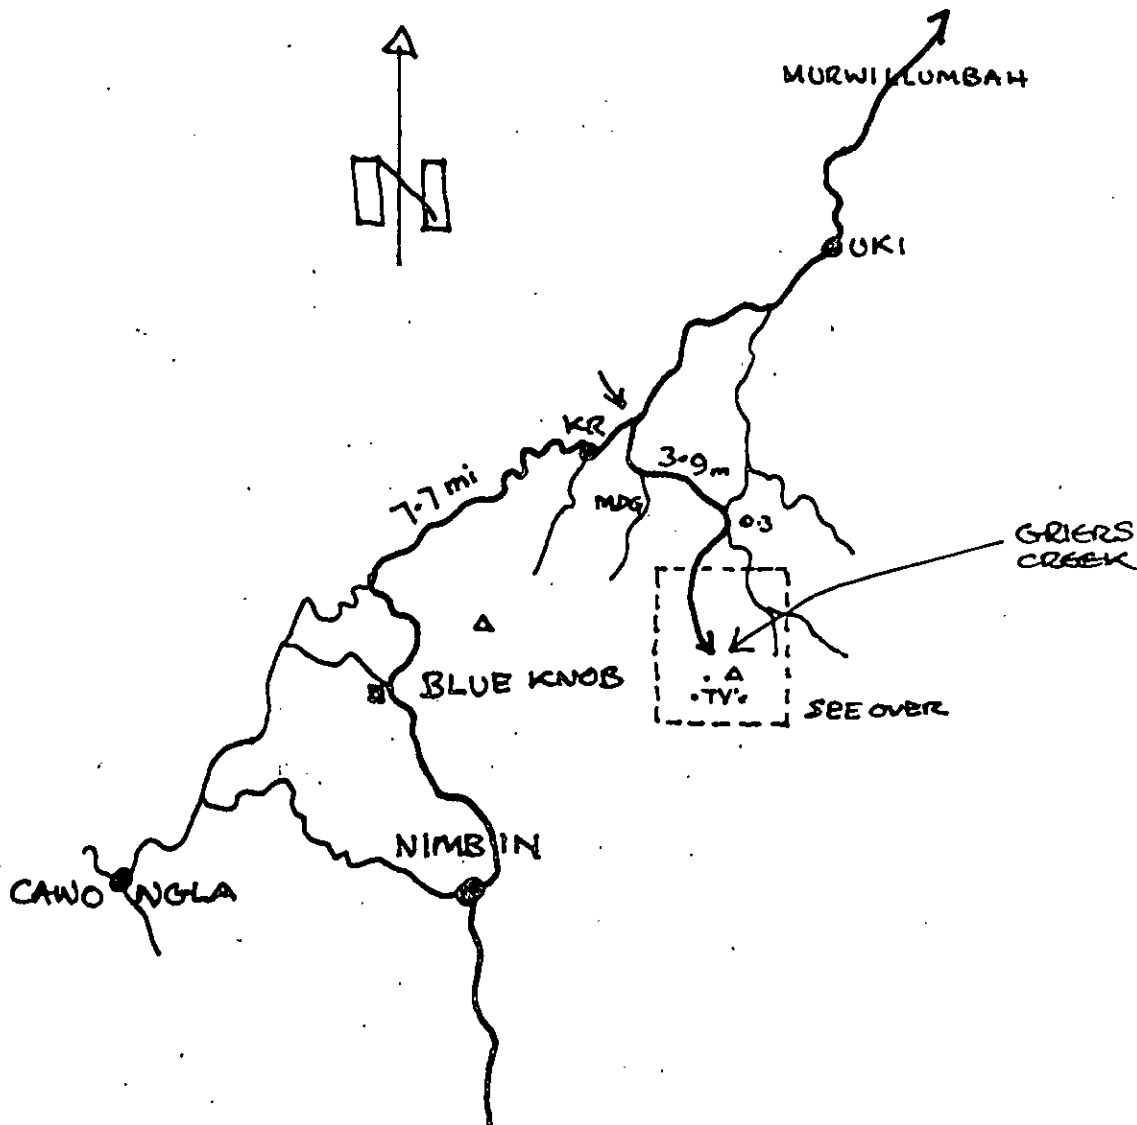 MURWILLUMBAH
N
UKI
KR
3.9m
7.7 mi
MDG
0.3
GRIERS
CREEK
BLUE KNOB
TV's
SEE OVER
NIMBIN
CAWONGLA